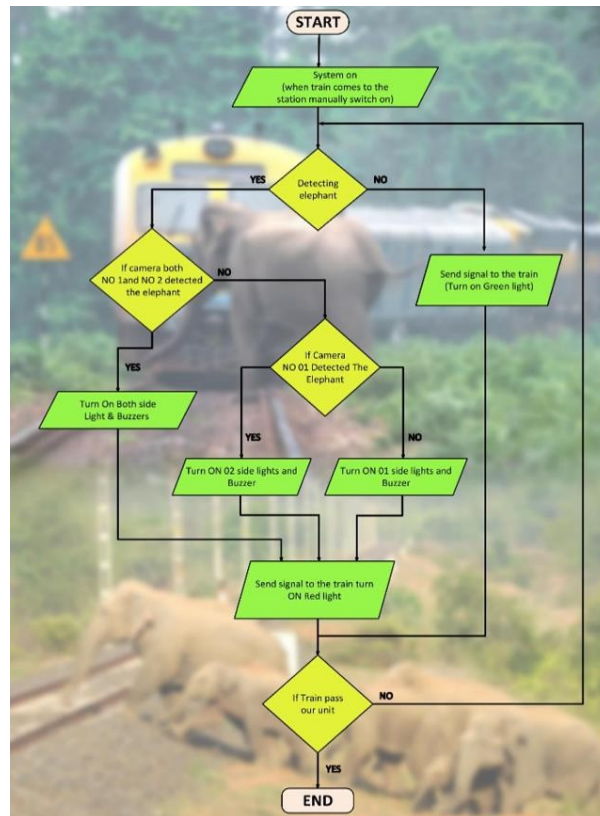 START
System on
(when train comes to the
station manually switch on)
Detecting
elephant
YES
NO
If camera both
NO 1and NO 2 detected
the elephant
NO
Send signal to the train
(Turn on Green light)
If Camera
NO 01 Detected The
Elephant
YES
Turn On Both side
Light & Buzzers
YES
NO
Turn ON 02 side lights and
Buzzer
Turn ON 01 side lights and
Buzzer
Send signal to the train turn
ON Red light
If Train pass
our unit
NO
YES
END